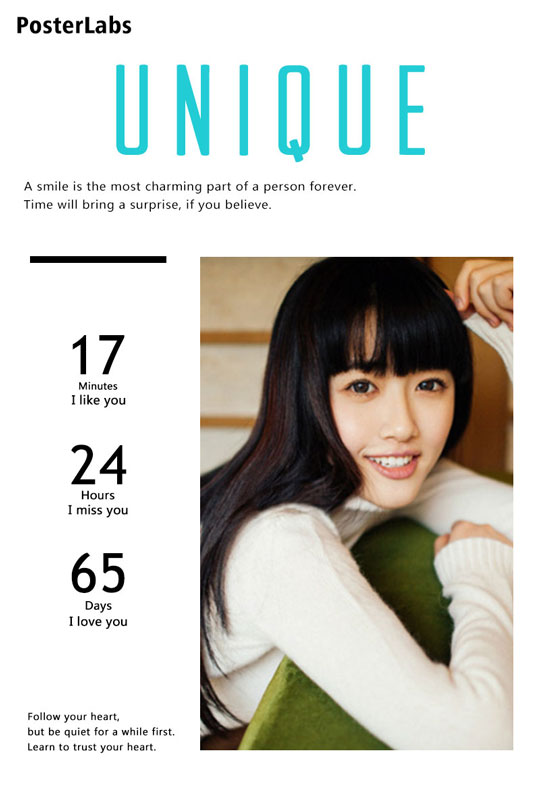 PosterLabs
UNIQUE
A smile is the most charming part of a person forever.
Time will bring a surprise, if you believe.
17
Minutes
I like you
24
Hours
I miss you
65
Days
I love you
Follow your heart,
but be quiet for a while first.
Learn to trust your heart.